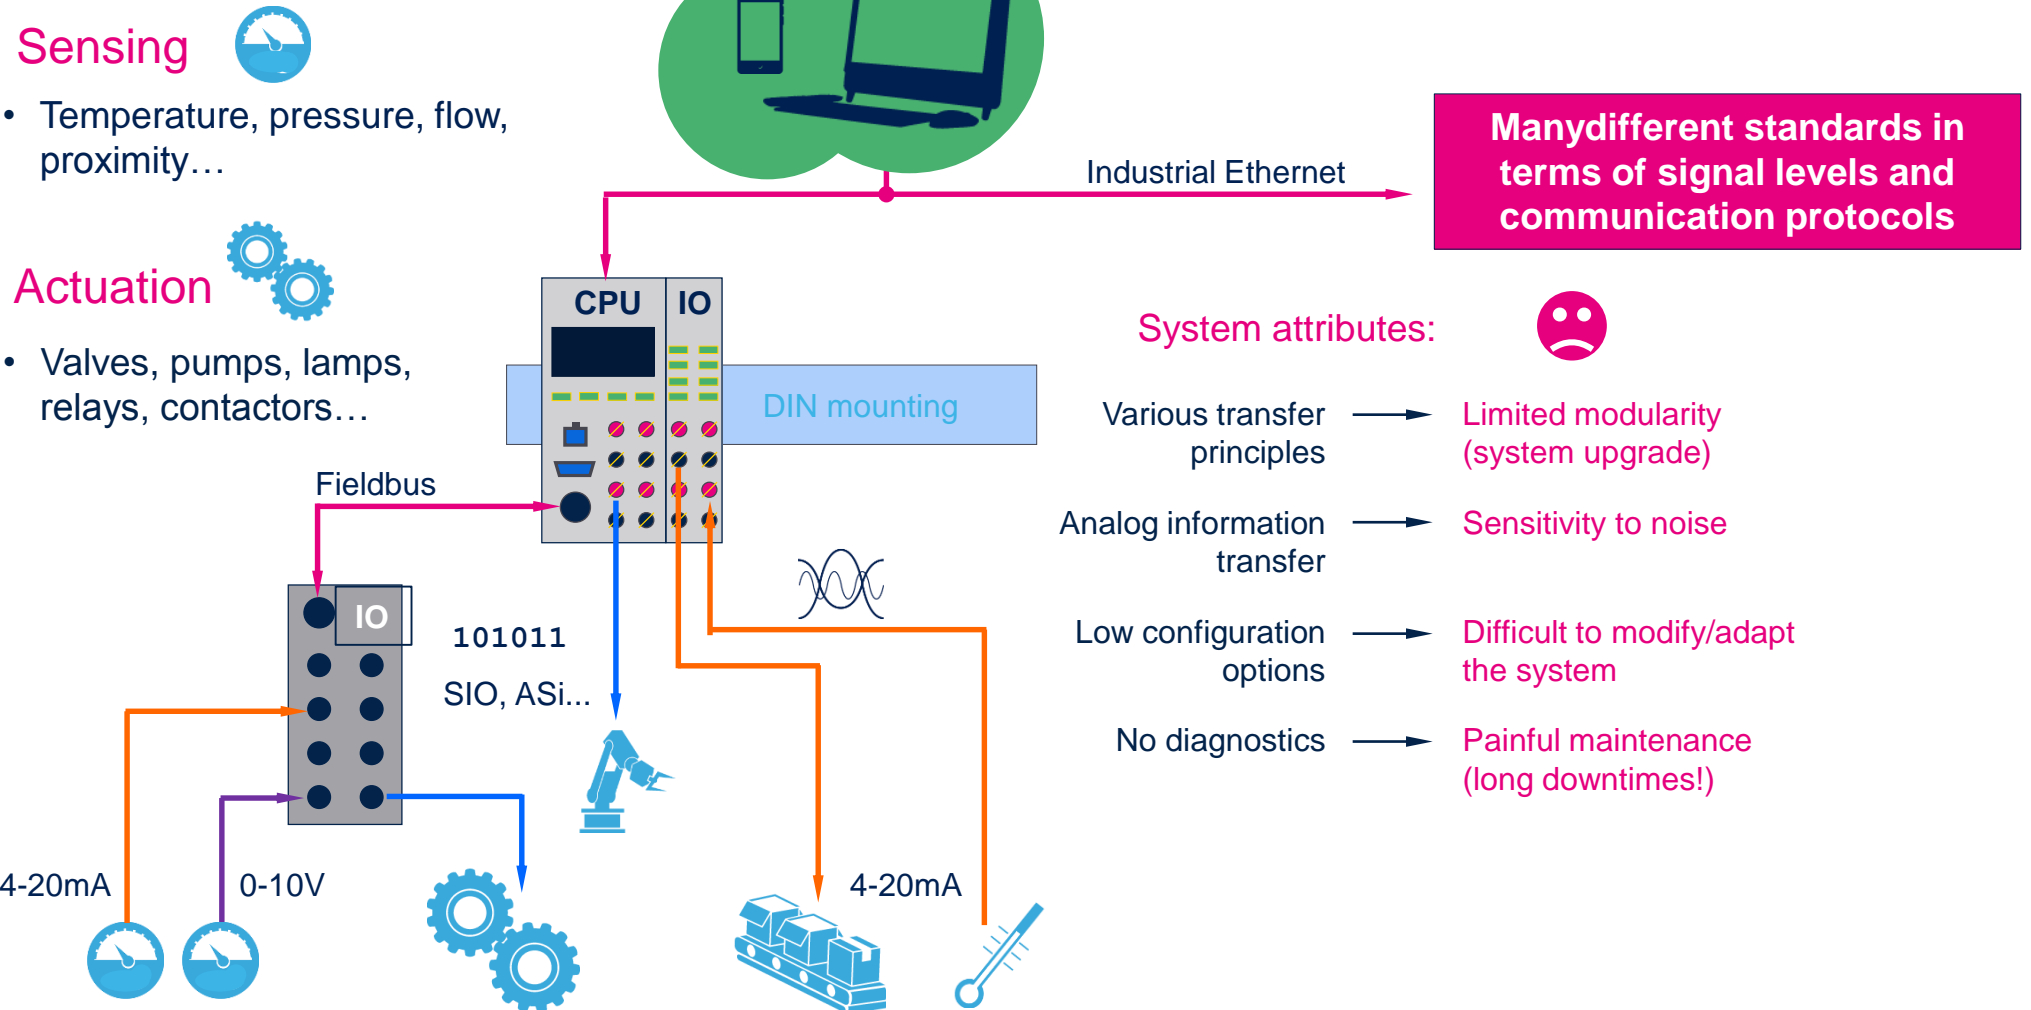 Sensing
• Temperature, pressure, flow,
proximity…
Actuation
• Valves, pumps, lamps,
relays, contactors…
Industrial Ethernet
Manydifferent standards in
terms of signal levels and
communication protocols
CPU
IO
DIN mounting
Fieldbus
IO
101011
SIO, ASi...
4-20mA
0-10V
4-20mA
System attributes:
Various transfer
principles
Limited modularity
(system upgrade)
Analog information
transfer
Sensitivity to noise
Low configuration
options
Difficult to modify/adapt
the system
No diagnostics
Painful maintenance
(long downtimes!)